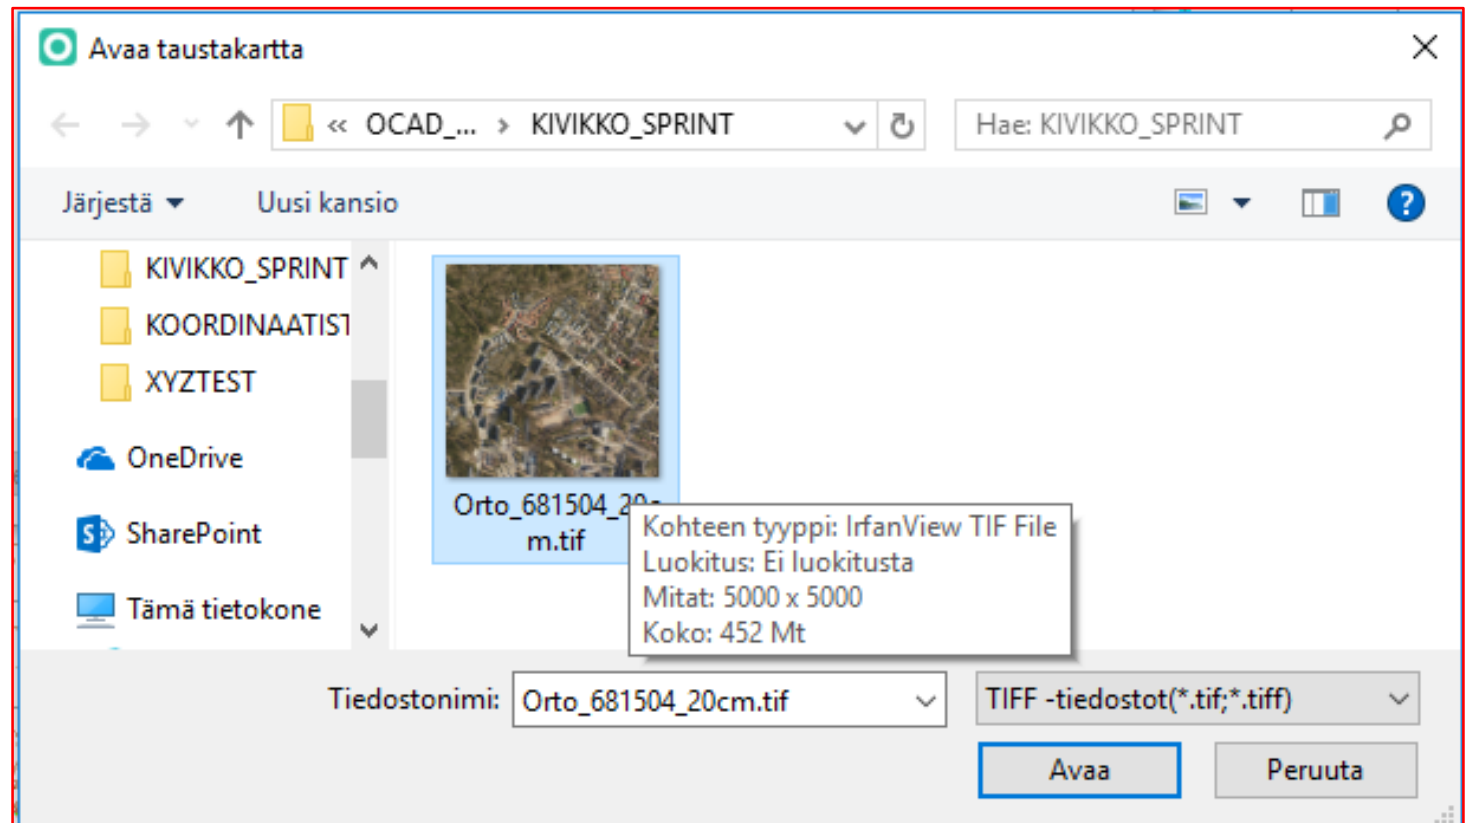 Avaa taustakartta
« OCAD_... › KIVIKKO_SPRINT
Hae: KIVIKKO_SPRINT
Järjestä
Uusi kansio
KIVIKKO_SPRINT
KOORDINAATIST
XYZTEST
OneDrive
SharePoint
Tämä tietokone
Orto_681504_20c
m.tif
Kohteen tyyppi: IrfanView TIF File
Luokitus: Ei luokitusta
Mitat: 5000 x 5000
Koko: 452 Mt
Tiedostonimi: Orto_681504_20cm.tif
TIFF -tiedostot(*.tif;*.tiff)
Avaa
Peruuta